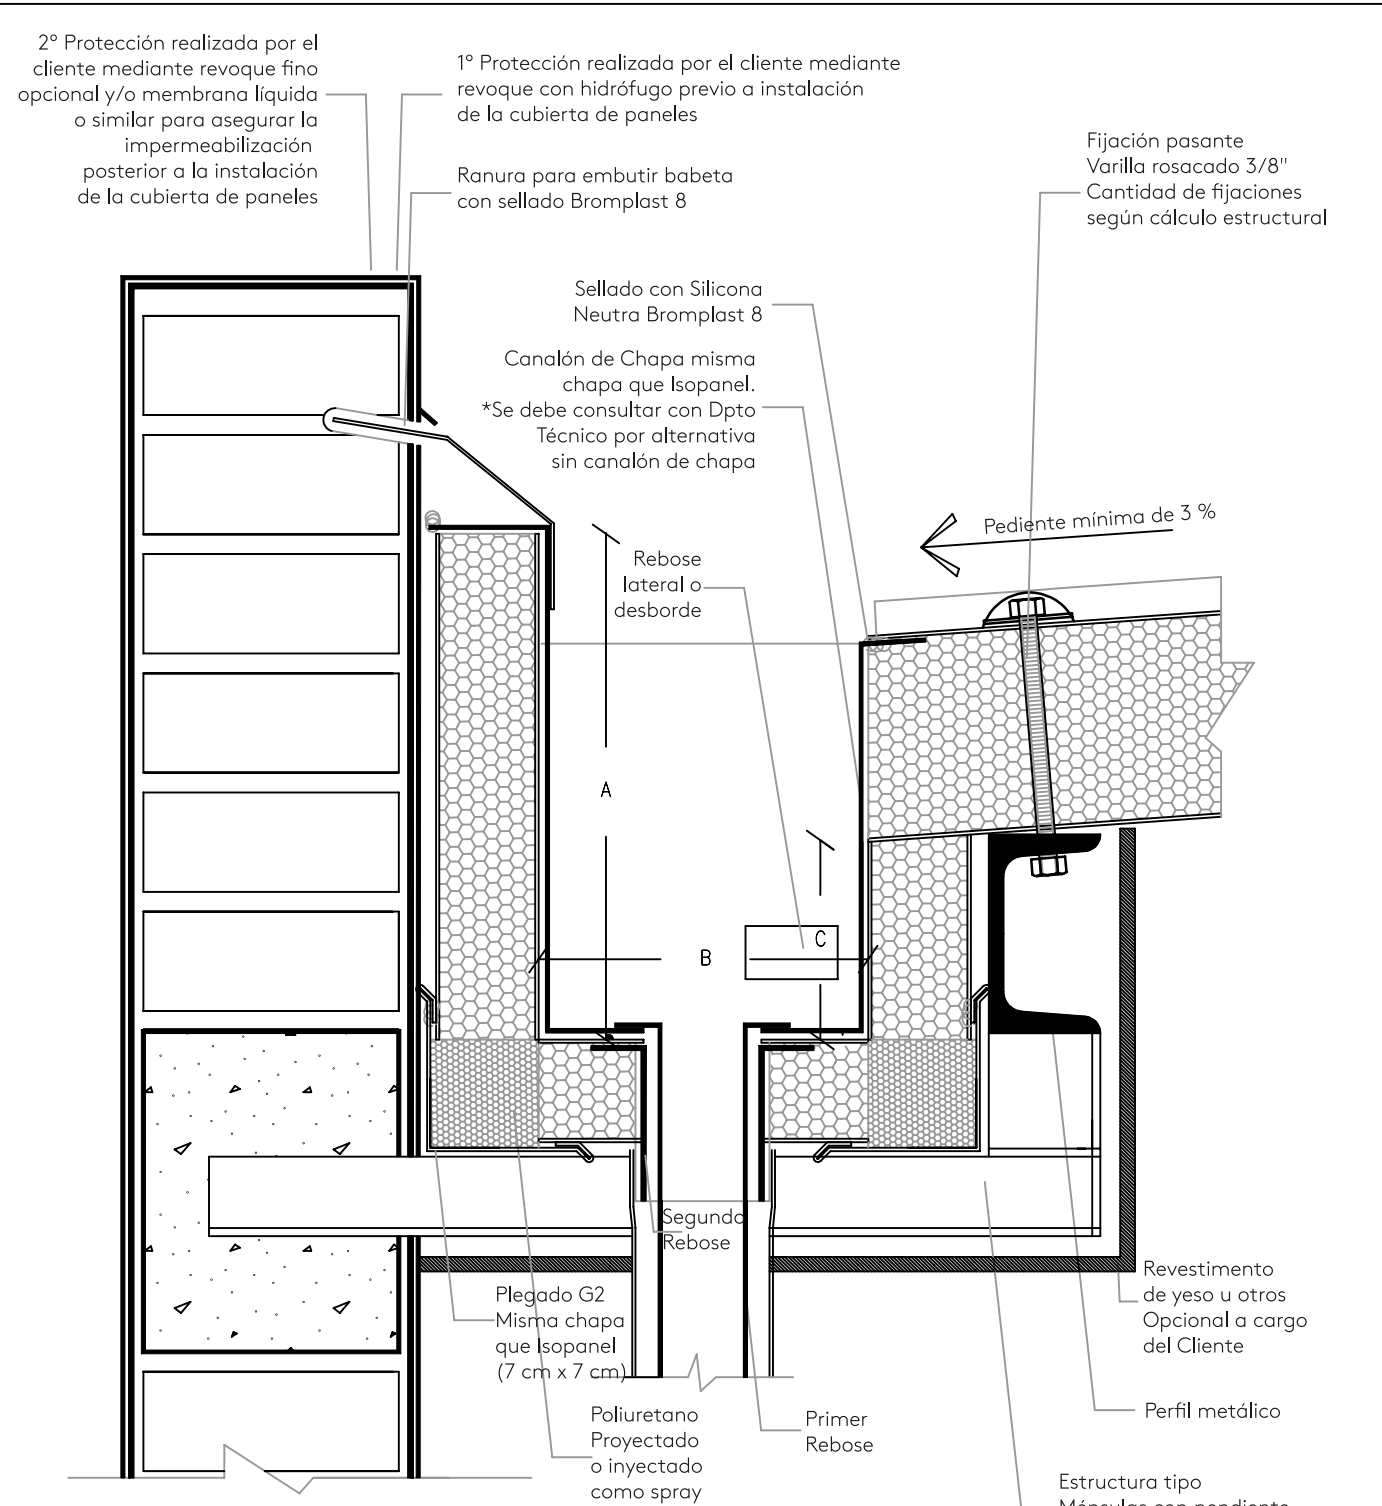 2° Protección realizada por el
cliente mediante revoque fino
opcional y/o membrana líquida
o similar para asegurar la
impermeabilización
posterior a la instalación
de la cubierta de paneles
1° Protección realizada por el cliente mediante
revoque con hidrófugo previo a instalación
de la cubierta de paneles
Ranura para embutir babeta
con sellado Bromplast 8
Fijación pasante
Varilla rosacado 3/8"
Cantidad de fijaciones
según cálculo estructural
Sellado con Silicona
Neutra Bromplast 8
Canalón de Chapa misma
chapa que Isopanel.
*Se debe consultar con Dpto
Técnico por alternativa
sin canalón de chapa
Pediente mínima de 3 %
Rebose
lateral o
desborde
A
B
C
Segundo
Rebose
Plegado G2
Misma chapa
que Isopanel
(7 cm x 7 cm)
Revestimento
de yeso u otros
Opcional a cargo
del Cliente
Perfil metálico
Poliuretano
Proyectado
o inyectado
como spray
Primer
Rebose
Estructura tipo
Ménsulas con pendiente